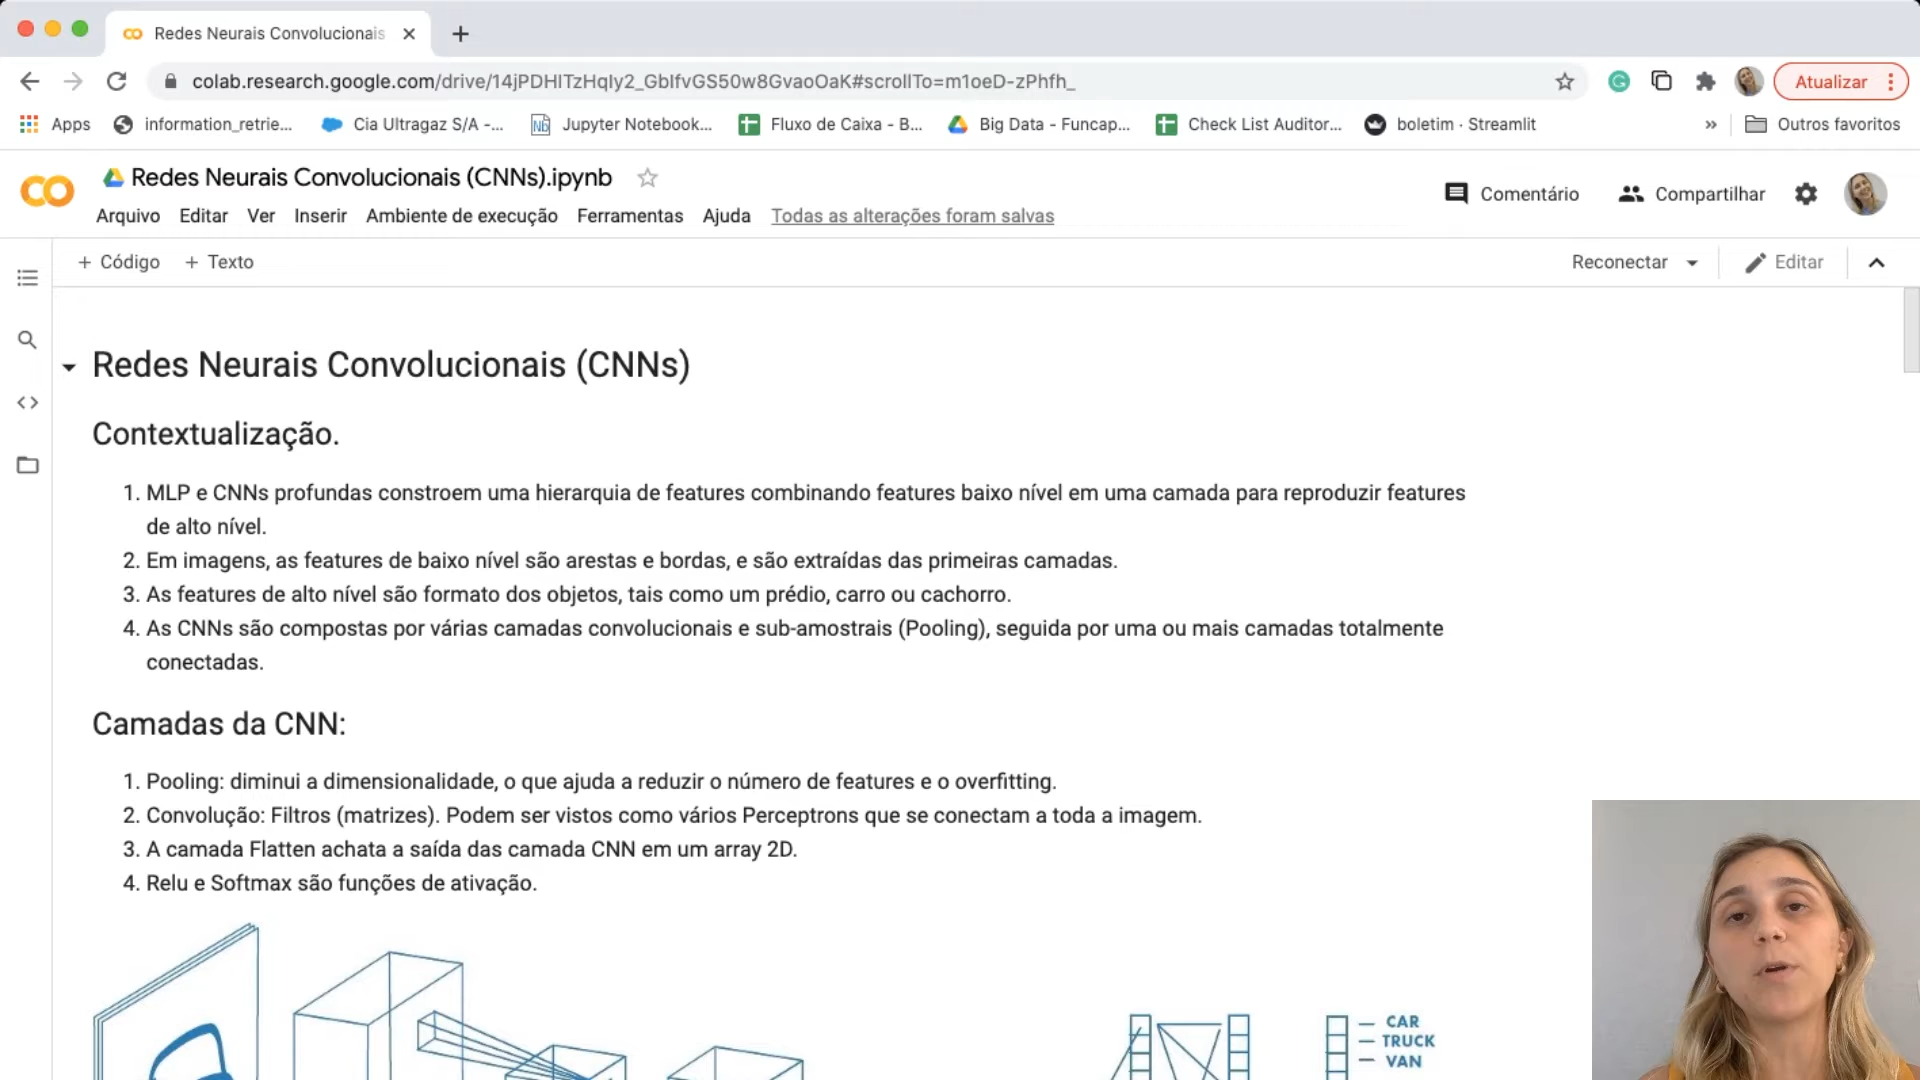 Redes Neurais Convolucionais
colab.research.google.com/drive/14jPDHlTzHqIy2_GbIfvGS50w8GvaoOaK#scrollTo=m1oeD-zPhfh_
Atualizar
Apps
information_retrie...
Cia Ultragaz S/A -...
Jupyter Notebook...
Fluxo de Caixa - B...
Big Data - Funcap...
Check List Auditor...
boletim · Streamlit
»
Outros favoritos
Redes Neurais Convolucionais (CNNs).ipynb
Comentário
Compartilhar
Arquivo Editar Ver Inserir Ambiente de execução Ferramentas Ajuda Todas as alterações foram salvas
+ Código + Texto
Reconectar
Editar
Redes Neurais Convolucionais (CNNs)
Contextualização.
1. MLP e CNNs profundas constroem uma hierarquia de features combinando features baixo nível em uma camada para reproduzir features
de alto nível.
2. Em imagens, as features de baixo nível são arestas e bordas, e são extraídas das primeiras camadas.
3. As features de alto nível são formato dos objetos, tais como um prédio, carro ou cachorro.
4. As CNNs são compostas por várias camadas convolucionais e sub-amostrais (Pooling), seguida por uma ou mais camadas totalmente
conectadas.
Camadas da CNN:
1. Pooling: diminui a dimensionalidade, o que ajuda a reduzir o número de features e o overfitting.
2. Convolução: Filtros (matrizes). Podem ser vistos como vários Perceptrons que se conectam a toda a imagem.
3. A camada Flatten achata a saída das camada CNN em um array 2D.
4. Relu e Softmax são funções de ativação.
CAR
TRUCK
VAN